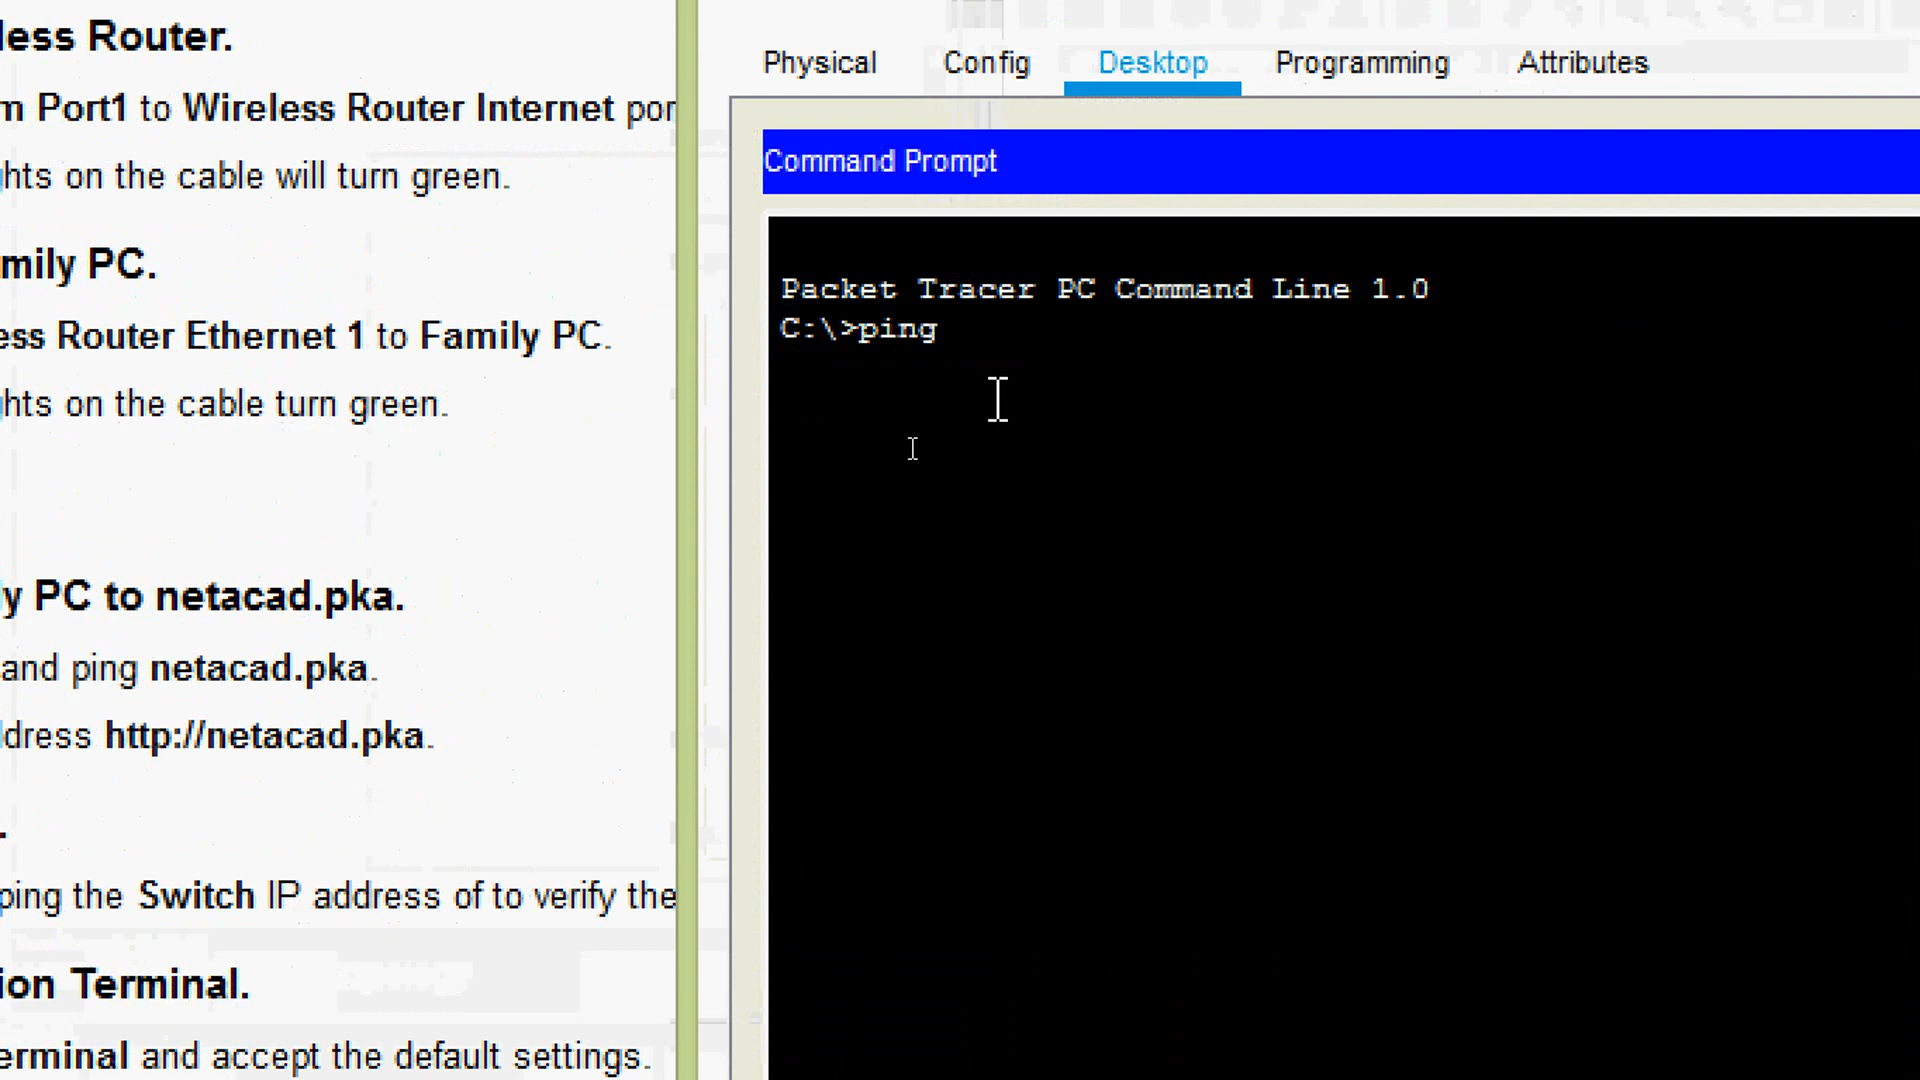 less Router.
m Port1 to Wireless Router Internet por
hts on the cable will turn green.
mily PC.
ess Router Ethernet 1 to Family PC.
hts on the cable turn green.
y PC to netacad.pka.
and ping netacad.pka.
dress http://netacad.pka.
ping the Switch IP address of to verify the
ion Terminal.
erminal and accept the default settings.
Physical Config Desktop Programming Attributes
Command Prompt
Packet Tracer PC Command Line 1.0
C:\>ping